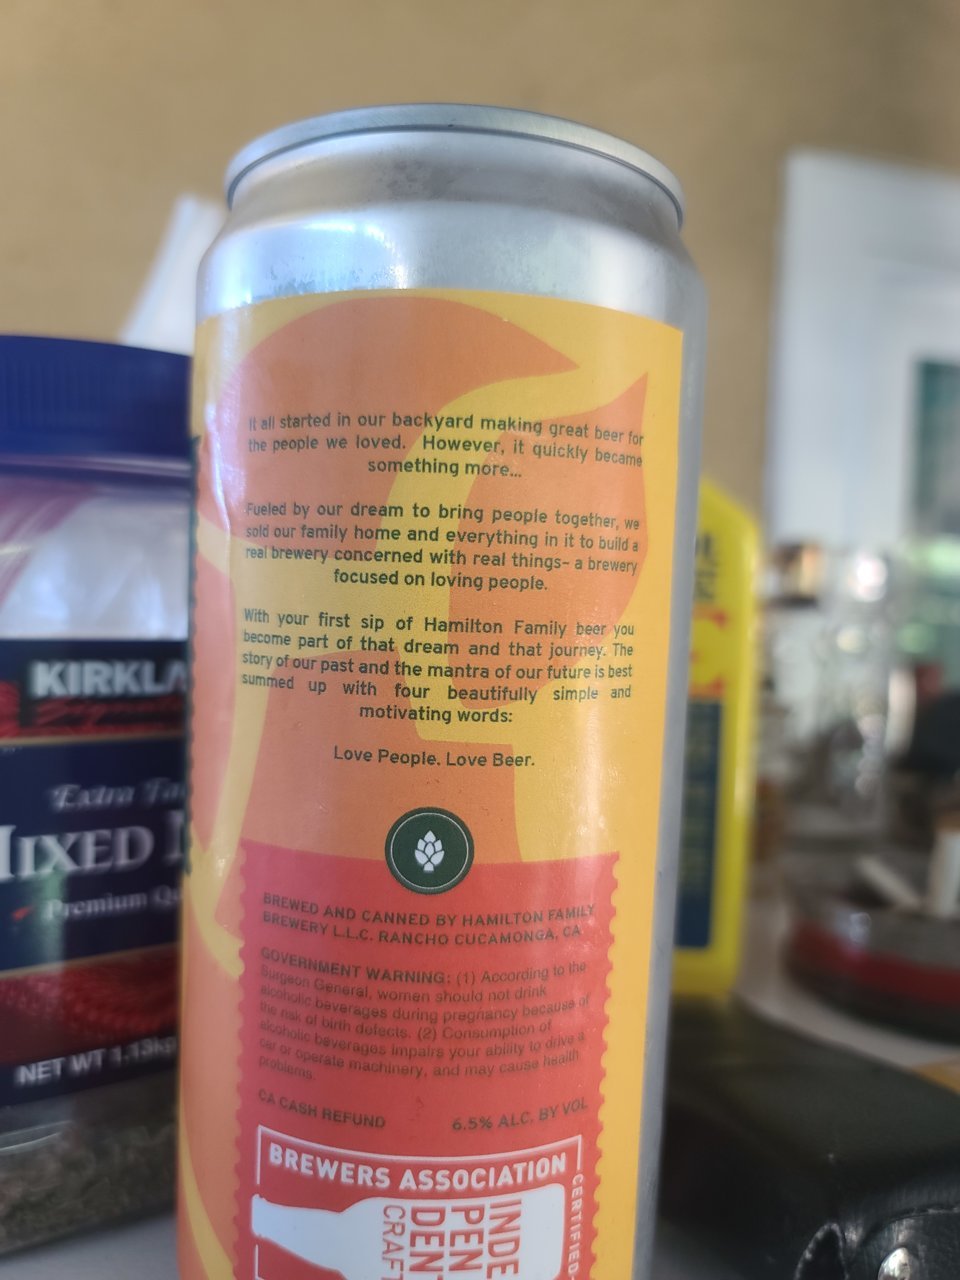 It all started in our backyard making great beer for
the people we loved. However, it quickly became
something more...
Fueled by our dream to bring people together, we
sold our family home and everything in it to build a
real brewery concerned with real things- a brewery
focused on loving people.
With your first sip of Hamilton Family beer you
become part of that dream and that journey. The
story of our past and the mantra of our future is best
summed up with four beautifully simple and
motivating words:
Love People. Love Beer.
BREWED AND CANNED BY HAMILTON FAMILY
BREWERY L.L.C. RANCHO CUCAMONGA, CA
GOVERNMENT WARNING: (1) According to the
Surgeon General, women should not drink
alcoholic beverages during pregnancy because of
the risk of birth defects. (2) Consumption of
alcoholic beverages impairs your ability to drive a
car or operate machinery, and may cause health
problems.
CA CASH REFUND 6.5% ALC. BY VOL
BREWERS ASSOCIATION
INDE
PEN
DENT
CRAFT
CERTIFIED
KIRKLA
Extra
MIXED
Premium
NET WT 1.13kg